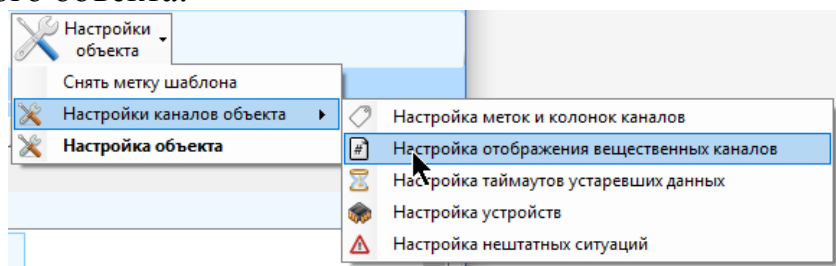 объекта.
Настройки
объекта
Снять метку шаблона
Настройки каналов объекта
Настройка объекта
Настройка меток и колонок каналов
# Настройка отображения вещественных каналов
Настройка таймаутов устаревших данных
Настройка устройств
Настройка нештатных ситуаций